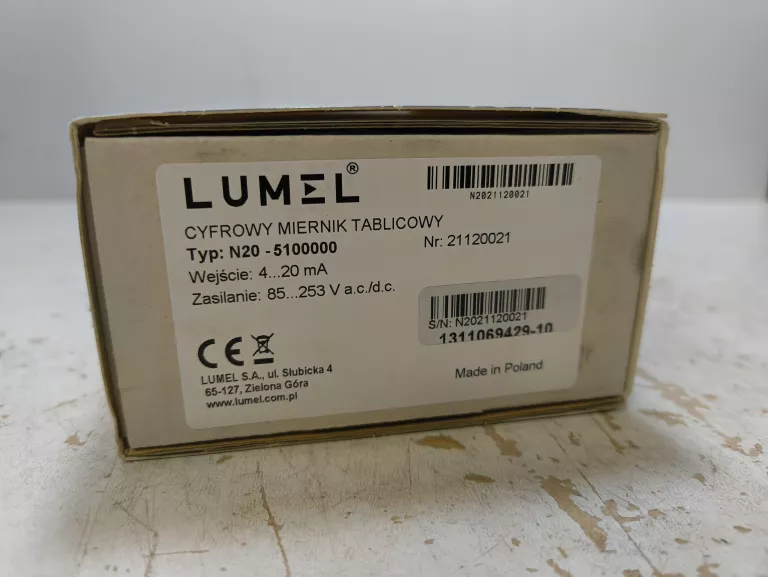 LUMEL®
N2021120021
CYFROWY MIERNIK TABLICOWY
Typ: N20 - 5100000
Nr: 21120021
Wejście: 4...20 mA
Zasilanie: 85...253 V a.c./d.c.
S/N: N2021120021
1311069429-10
CE
LUMEL S.A., ul. Słubicka 4
65-127, Zielona Góra
www.lumel.com.pl
Made in Poland